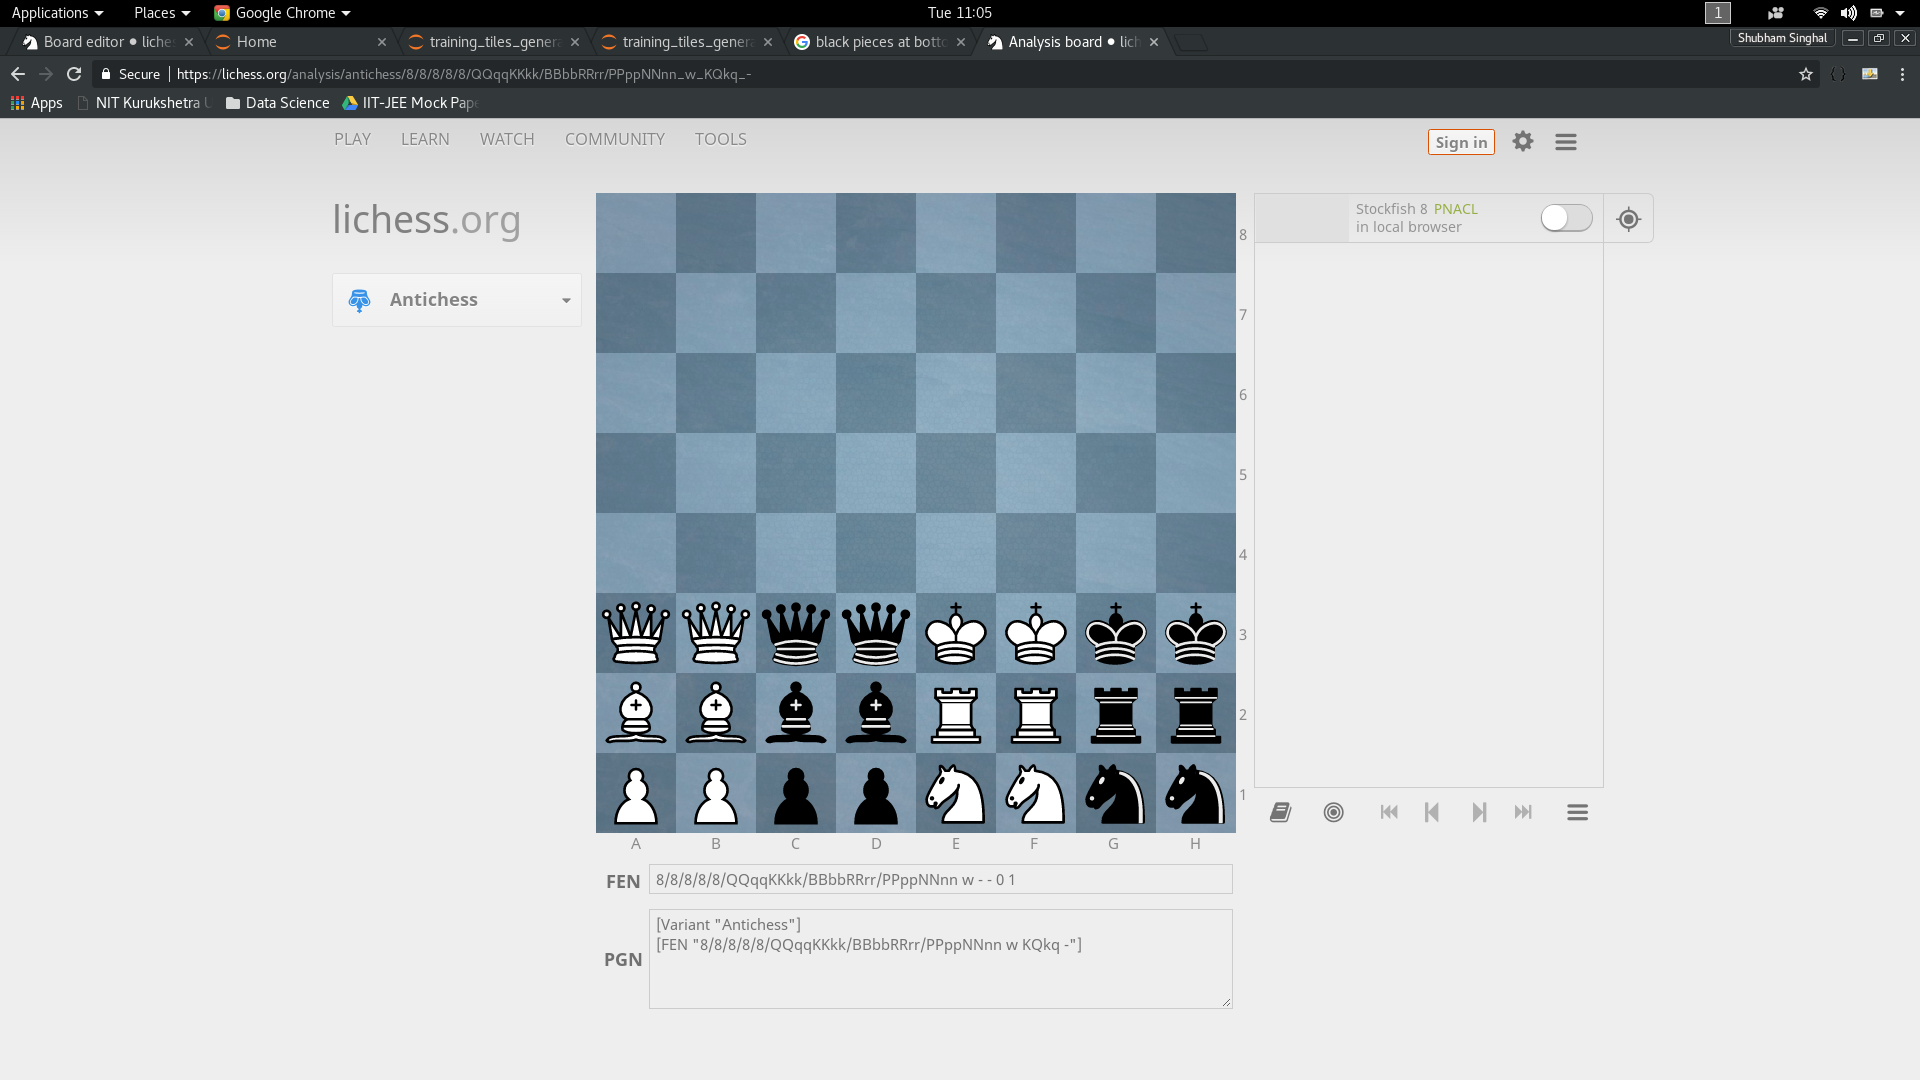 Applications Places Google Chrome Tue 11:05 1
Board editor • liches Home training_tiles_genera training_tiles_genera black pieces at botto Analysis board • lich Shubham Singhal
Secure https://lichess.org/analysis/antichess/8/8/8/8/8/QQqqKKkk/BBbbRRrr/PPppNNnn_w_KQkq_-
Apps NIT Kurukshetra U Data Science IIT-JEE Mock Pape
PLAY LEARN WATCH COMMUNITY TOOLS Sign in
lichess.org
Antichess
Stockfish 8 PNACL
in local browser
8
7
6
5
4
3
2
1
A B C D E F G H
FEN 8/8/8/8/8/QQqqKKkk/BBbbRRrr/PPppNNnn w - - 0 1
[Variant "Antichess"]
[FEN "8/8/8/8/8/QQqqKKkk/BBbbRRrr/PPppNNnn w KQkq -"]
PGN